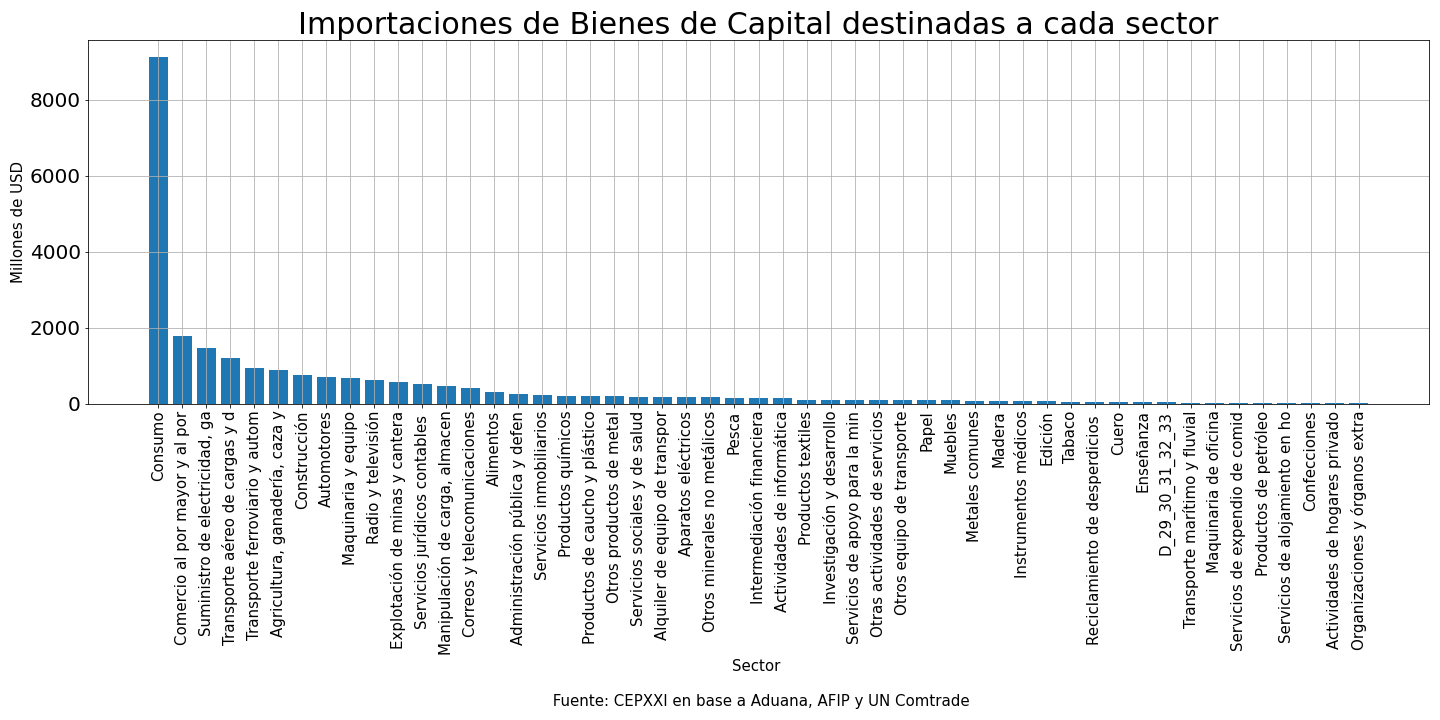 Importaciones de Bienes de Capital destinadas a cada sector
Millones de USD
8000
6000
4000
2000
0
Consumo
Comercio al por mayor y al por
Suministro de electricidad, ga
Transporte aéreo de cargas y d
Transporte ferroviario y autom
Agricultura, ganadería, caza y
Construcción
Automotores
Maquinaria y equipo
Radio y televisión
Explotación de minas y cantera
Servicios jurídicos contables
Manipulación de carga, almacen
Correos y telecomunicaciones
Alimentos
Administración pública y defen
Servicios inmobiliarios
Productos químicos
Productos de caucho y plástico
Otros productos de metal
Servicios sociales y de salud
Alquiler de equipo de transpor
Aparatos eléctricos
Otros minerales no metálicos
Pesca
Intermediación financiera
Actividades de informática
Productos textiles
Investigación y desarrollo
Servicios de apoyo para la min
Otras actividades de servicios
Otros equipo de transporte
Papel
Muebles
Metales comunes
Madera
Instrumentos médicos
Edición
Tabaco
Reciclamiento de desperdicios
Cuero
Enseñanza
D_29_30_31_32_33
Transporte marítimo y fluvial
Maquinaria de oficina
Servicios de expendio de comid
Productos de petróleo
Servicios de alojamiento en ho
Confecciones
Actividades de hogares privado
Organizaciones y órganos extra
Sector
Fuente: CEPXXI en base a Aduana, AFIP y UN Comtrade